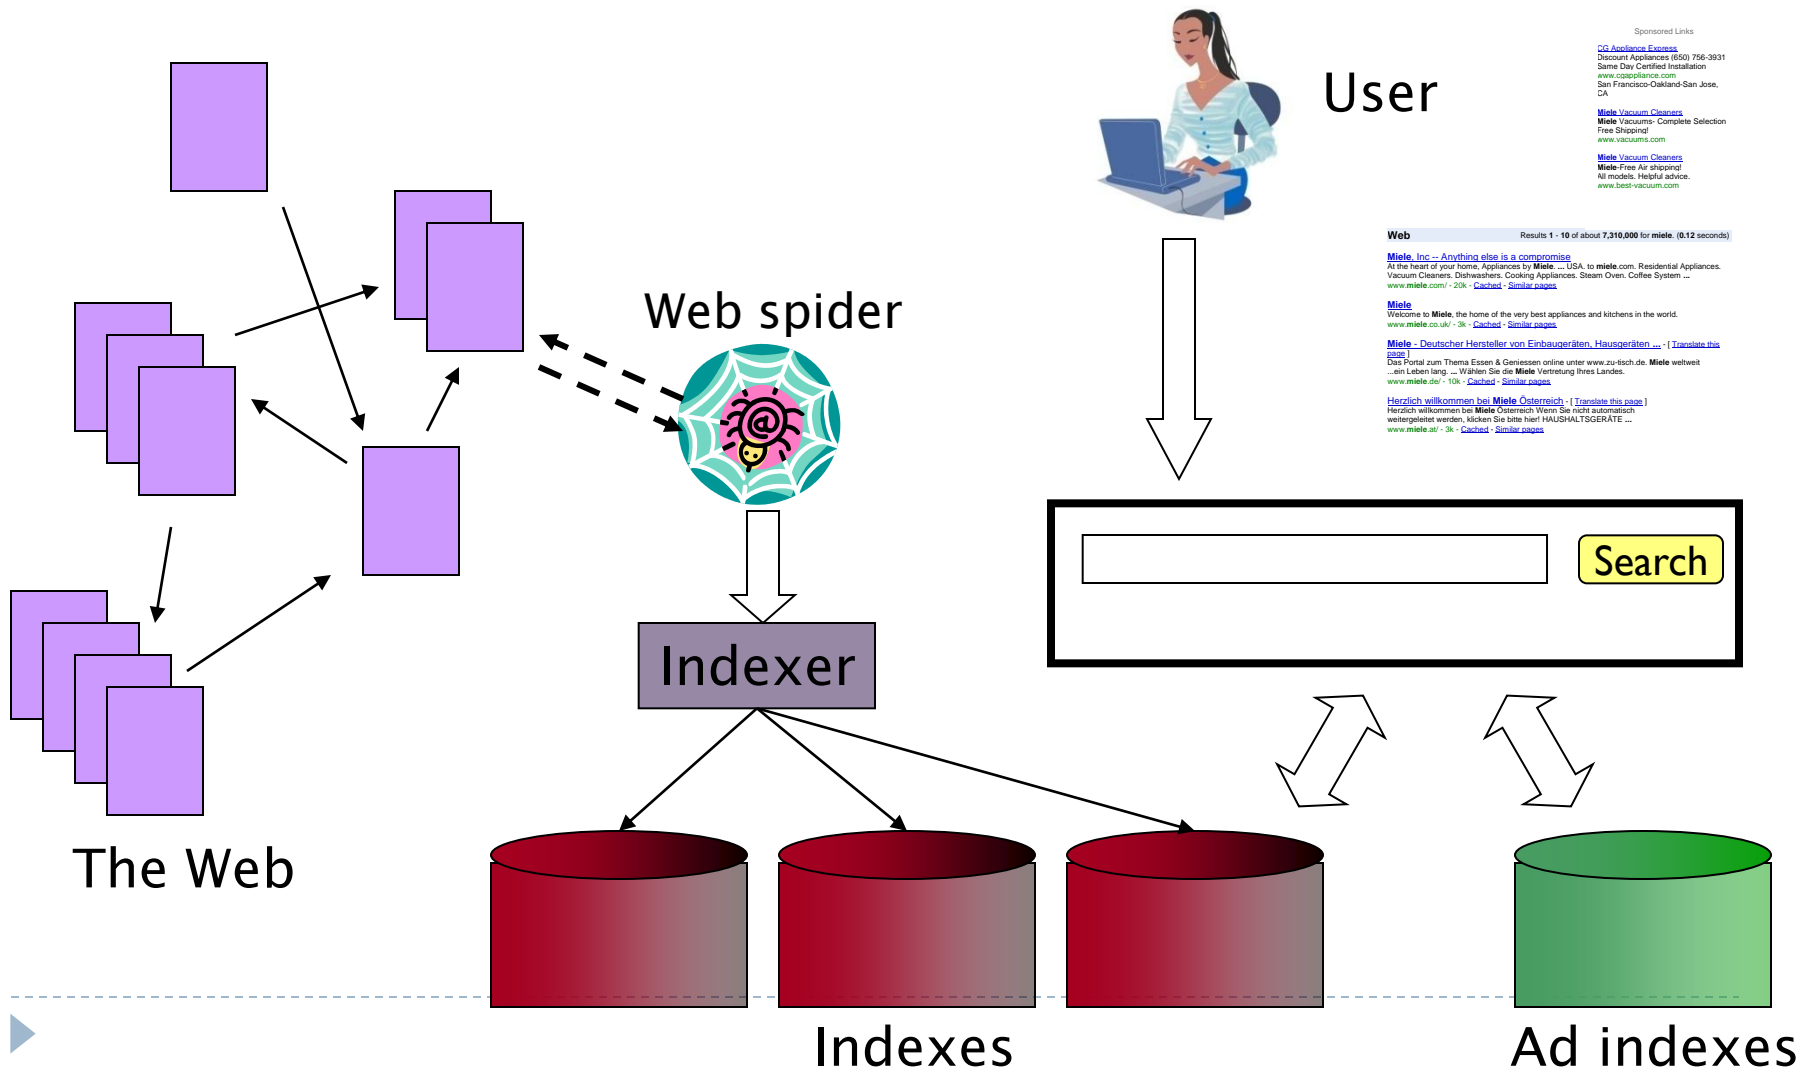 User
Sponsored Links
CG Appliance Express
Discount Appliances (650) 756-3931
Same Day Certified Installation
www.cgappliance.com
San Francisco-Oakland-San Jose,
CA
Miele Vacuum Cleaners
Miele Vacuums- Complete Selection
Free Shipping!
www.vacuums.com
Miele Vacuum Cleaners
Miele-Free Air shipping!
All models. Helpful advice.
www.best-vacuum.com
Web Results 1 - 10 of about 7,310,000 for miele. (0.12 seconds)
Miele, Inc -- Anything else is a compromise
At the heart of your home, Appliances by Miele. ... USA. to miele.com. Residential Appliances.
Vacuum Cleaners. Dishwashers. Cooking Appliances. Steam Oven. Coffee System ...
www.miele.com/ - 20k - Cached - Similar pages
Miele
Welcome to Miele, the home of the very best appliances and kitchens in the world.
www.miele.co.uk/ - 3k - Cached - Similar pages
Miele - Deutscher Hersteller von Einbaugeräten, Hausgeräten ... - [ Translate this
page ]
Das Portal zum Thema Essen & Geniessen online unter www.zu-tisch.de. Miele weltweit
...ein Leben lang. ... Wählen Sie die Miele Vertretung Ihres Landes.
www.miele.de/ - 10k - Cached - Similar pages
Herzlich willkommen bei Miele Österreich - [ Translate this page ]
Herzlich willkommen bei Miele Österreich Wenn Sie nicht automatisch
weitergeleitet werden, klicken Sie bitte hier! HAUSHALTSGERÄTE ...
www.miele.at/ - 3k - Cached - Similar pages
Web spider
@
Search
Indexer
The Web
Indexes
Ad indexes